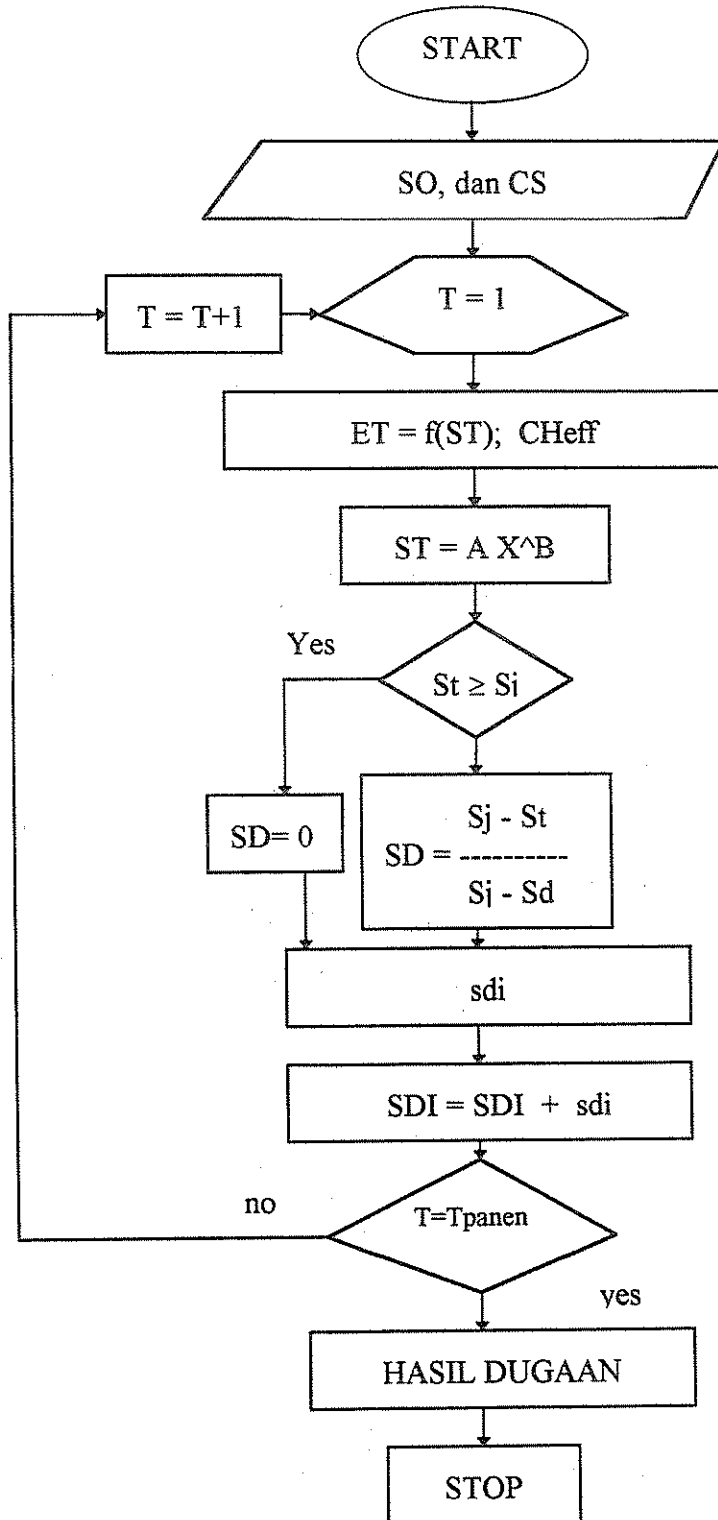 START
SO, dan CS
T = T+1
T = 1
ET = f(ST); CHeff
ST = A X^B
Yes
St ≥ Sj
SD= 0
Sj - St
SD = ----------
Sj - Sd
sdi
SDI = SDI + sdi
no
T=Tpanen
yes
HASIL DUGAAN
STOP